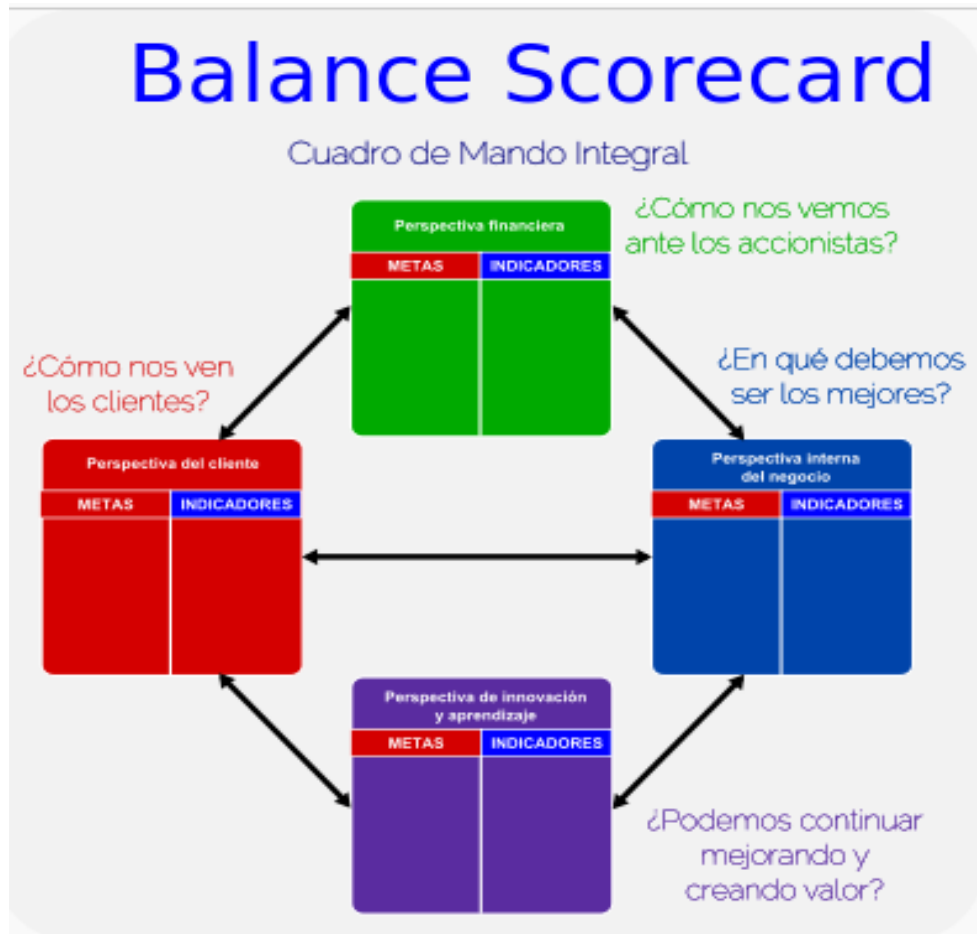 Balance Scorecard
Cuadro de Mando Integral
¿Cómo nos vemos
ante los accionistas?
Perspectiva financiera
METAS INDICADORES
¿Cómo nos ven
los clientes?
¿En qué debemos
ser los mejores?
Perspectiva del cliente
METAS INDICADORES
Perspectiva interna
del negocio
METAS INDICADORES
Perspectiva de innovación
y aprendizaje
METAS INDICADORES
¿Podemos continuar
mejorando y
creando valor?